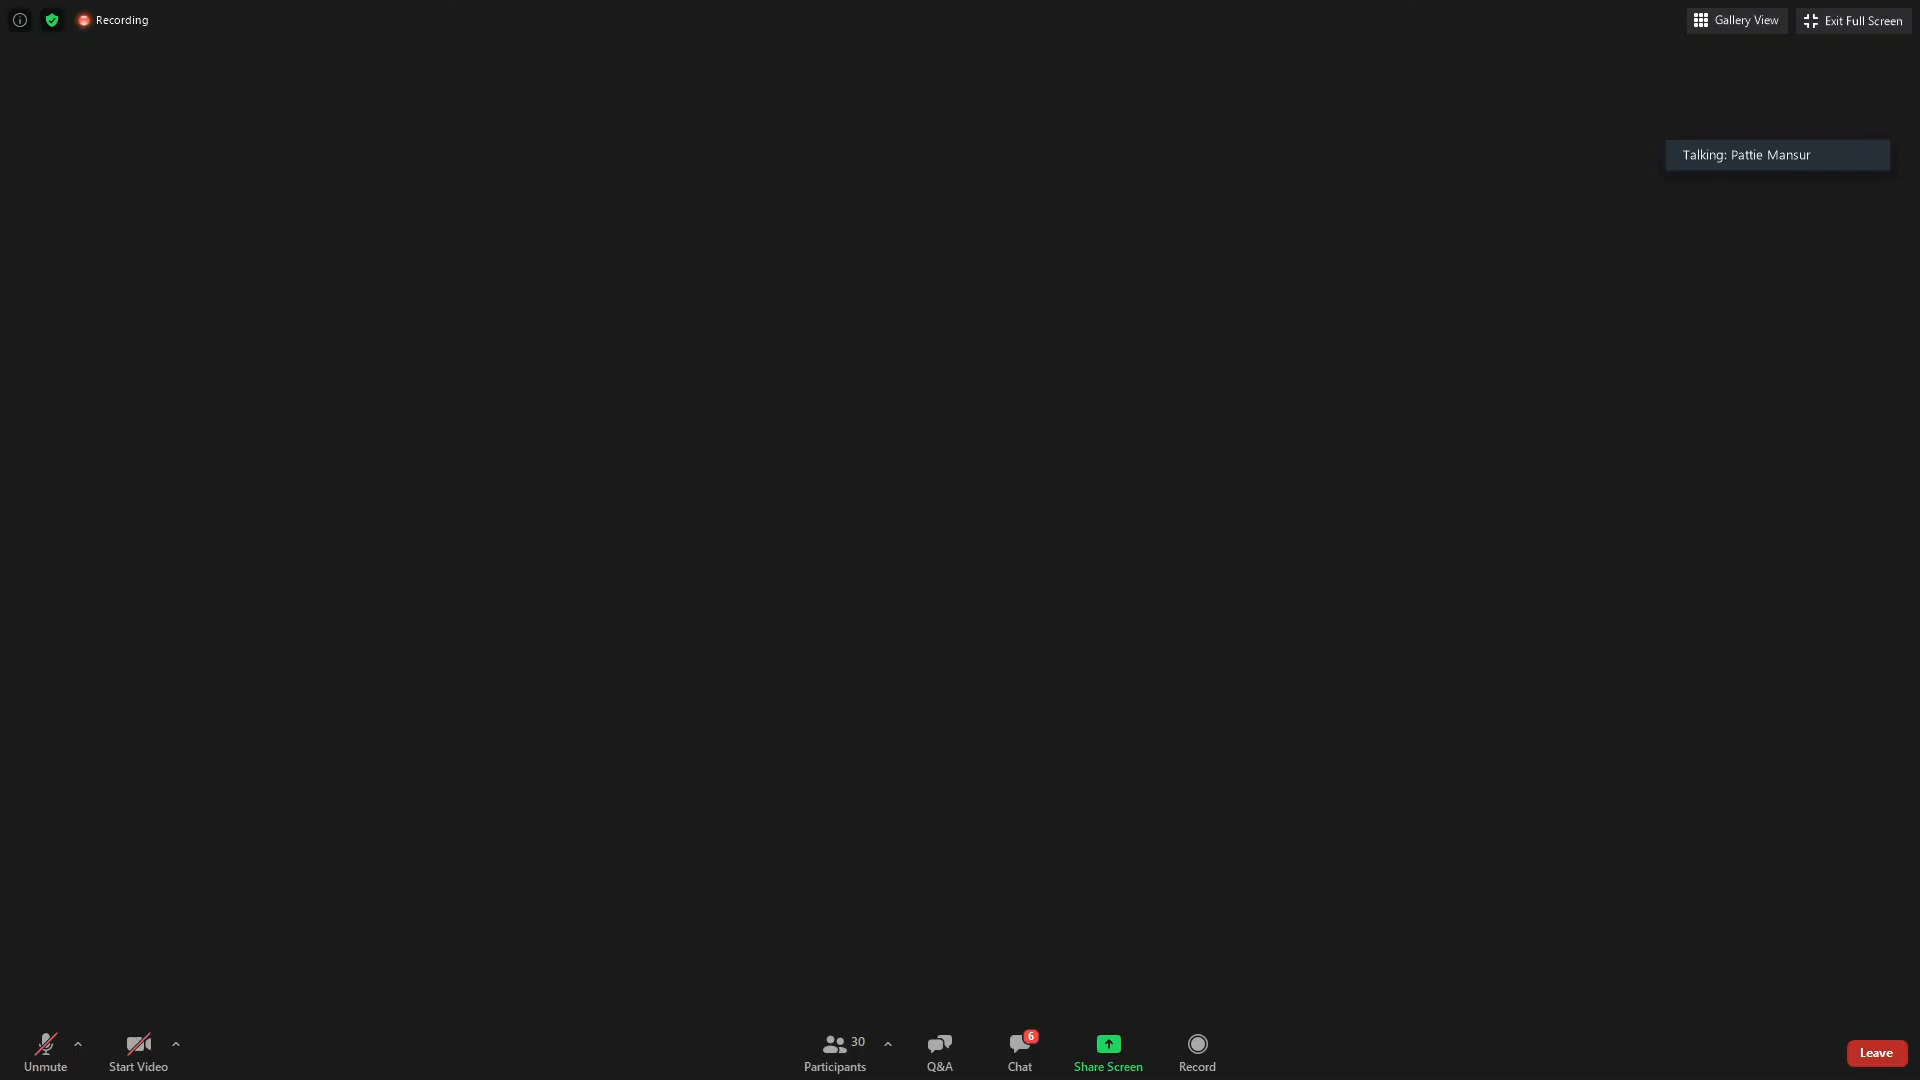 Recording
Gallery View
Exit Full Screen
Talking: Pattie Mansur
Unmute
Start Video
30
Participants
Q&A
6
Chat
Share Screen
Record
Leave